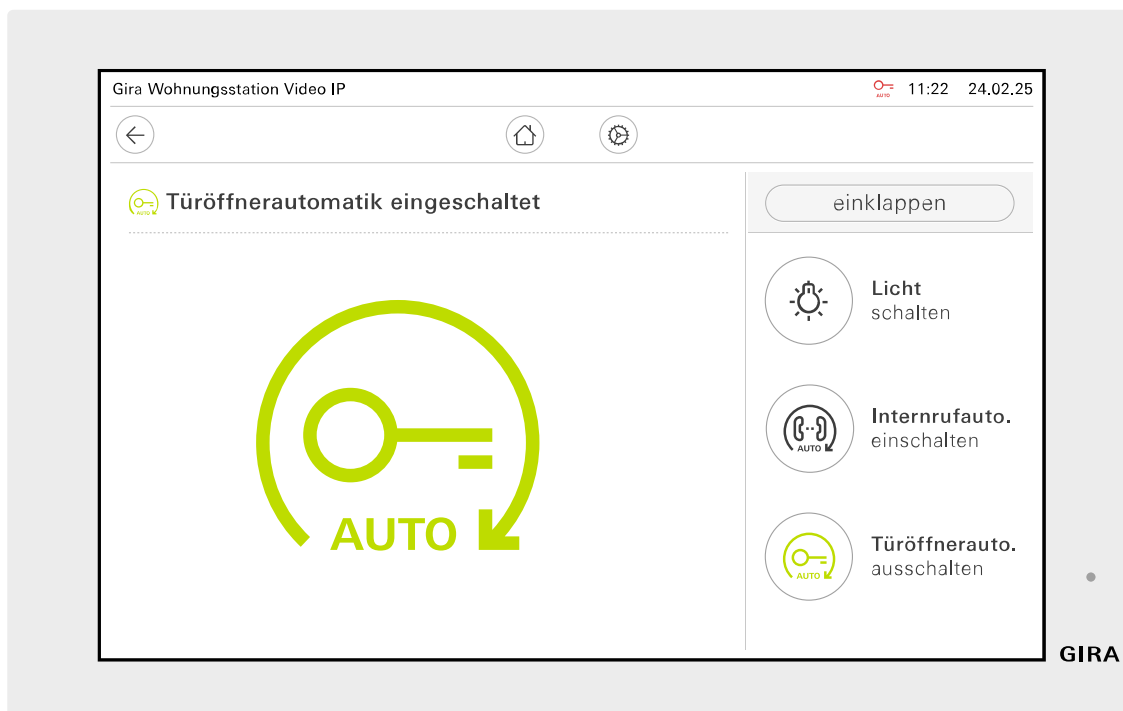 Gira Wohnungsstation Video IP
AUTO 11:22 24.02.25
AUTO Türöffnerautomatik eingeschaltet
einklappen
AUTO
Licht
schalten
AUTO
Internrufauto.
einschalten
AUTO
Türöffnerauto.
ausschalten
GIRA